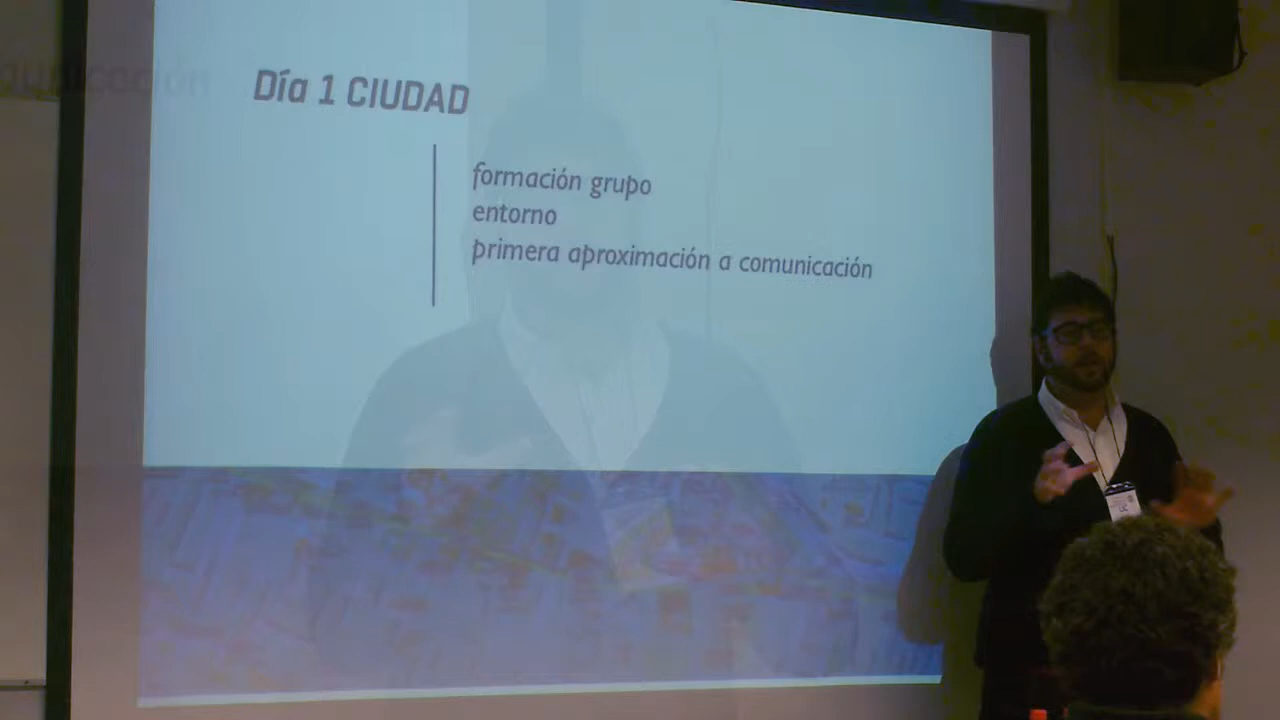 Día 1 CIUDAD
formación grupo
entorno
primera aproximación a comunicación